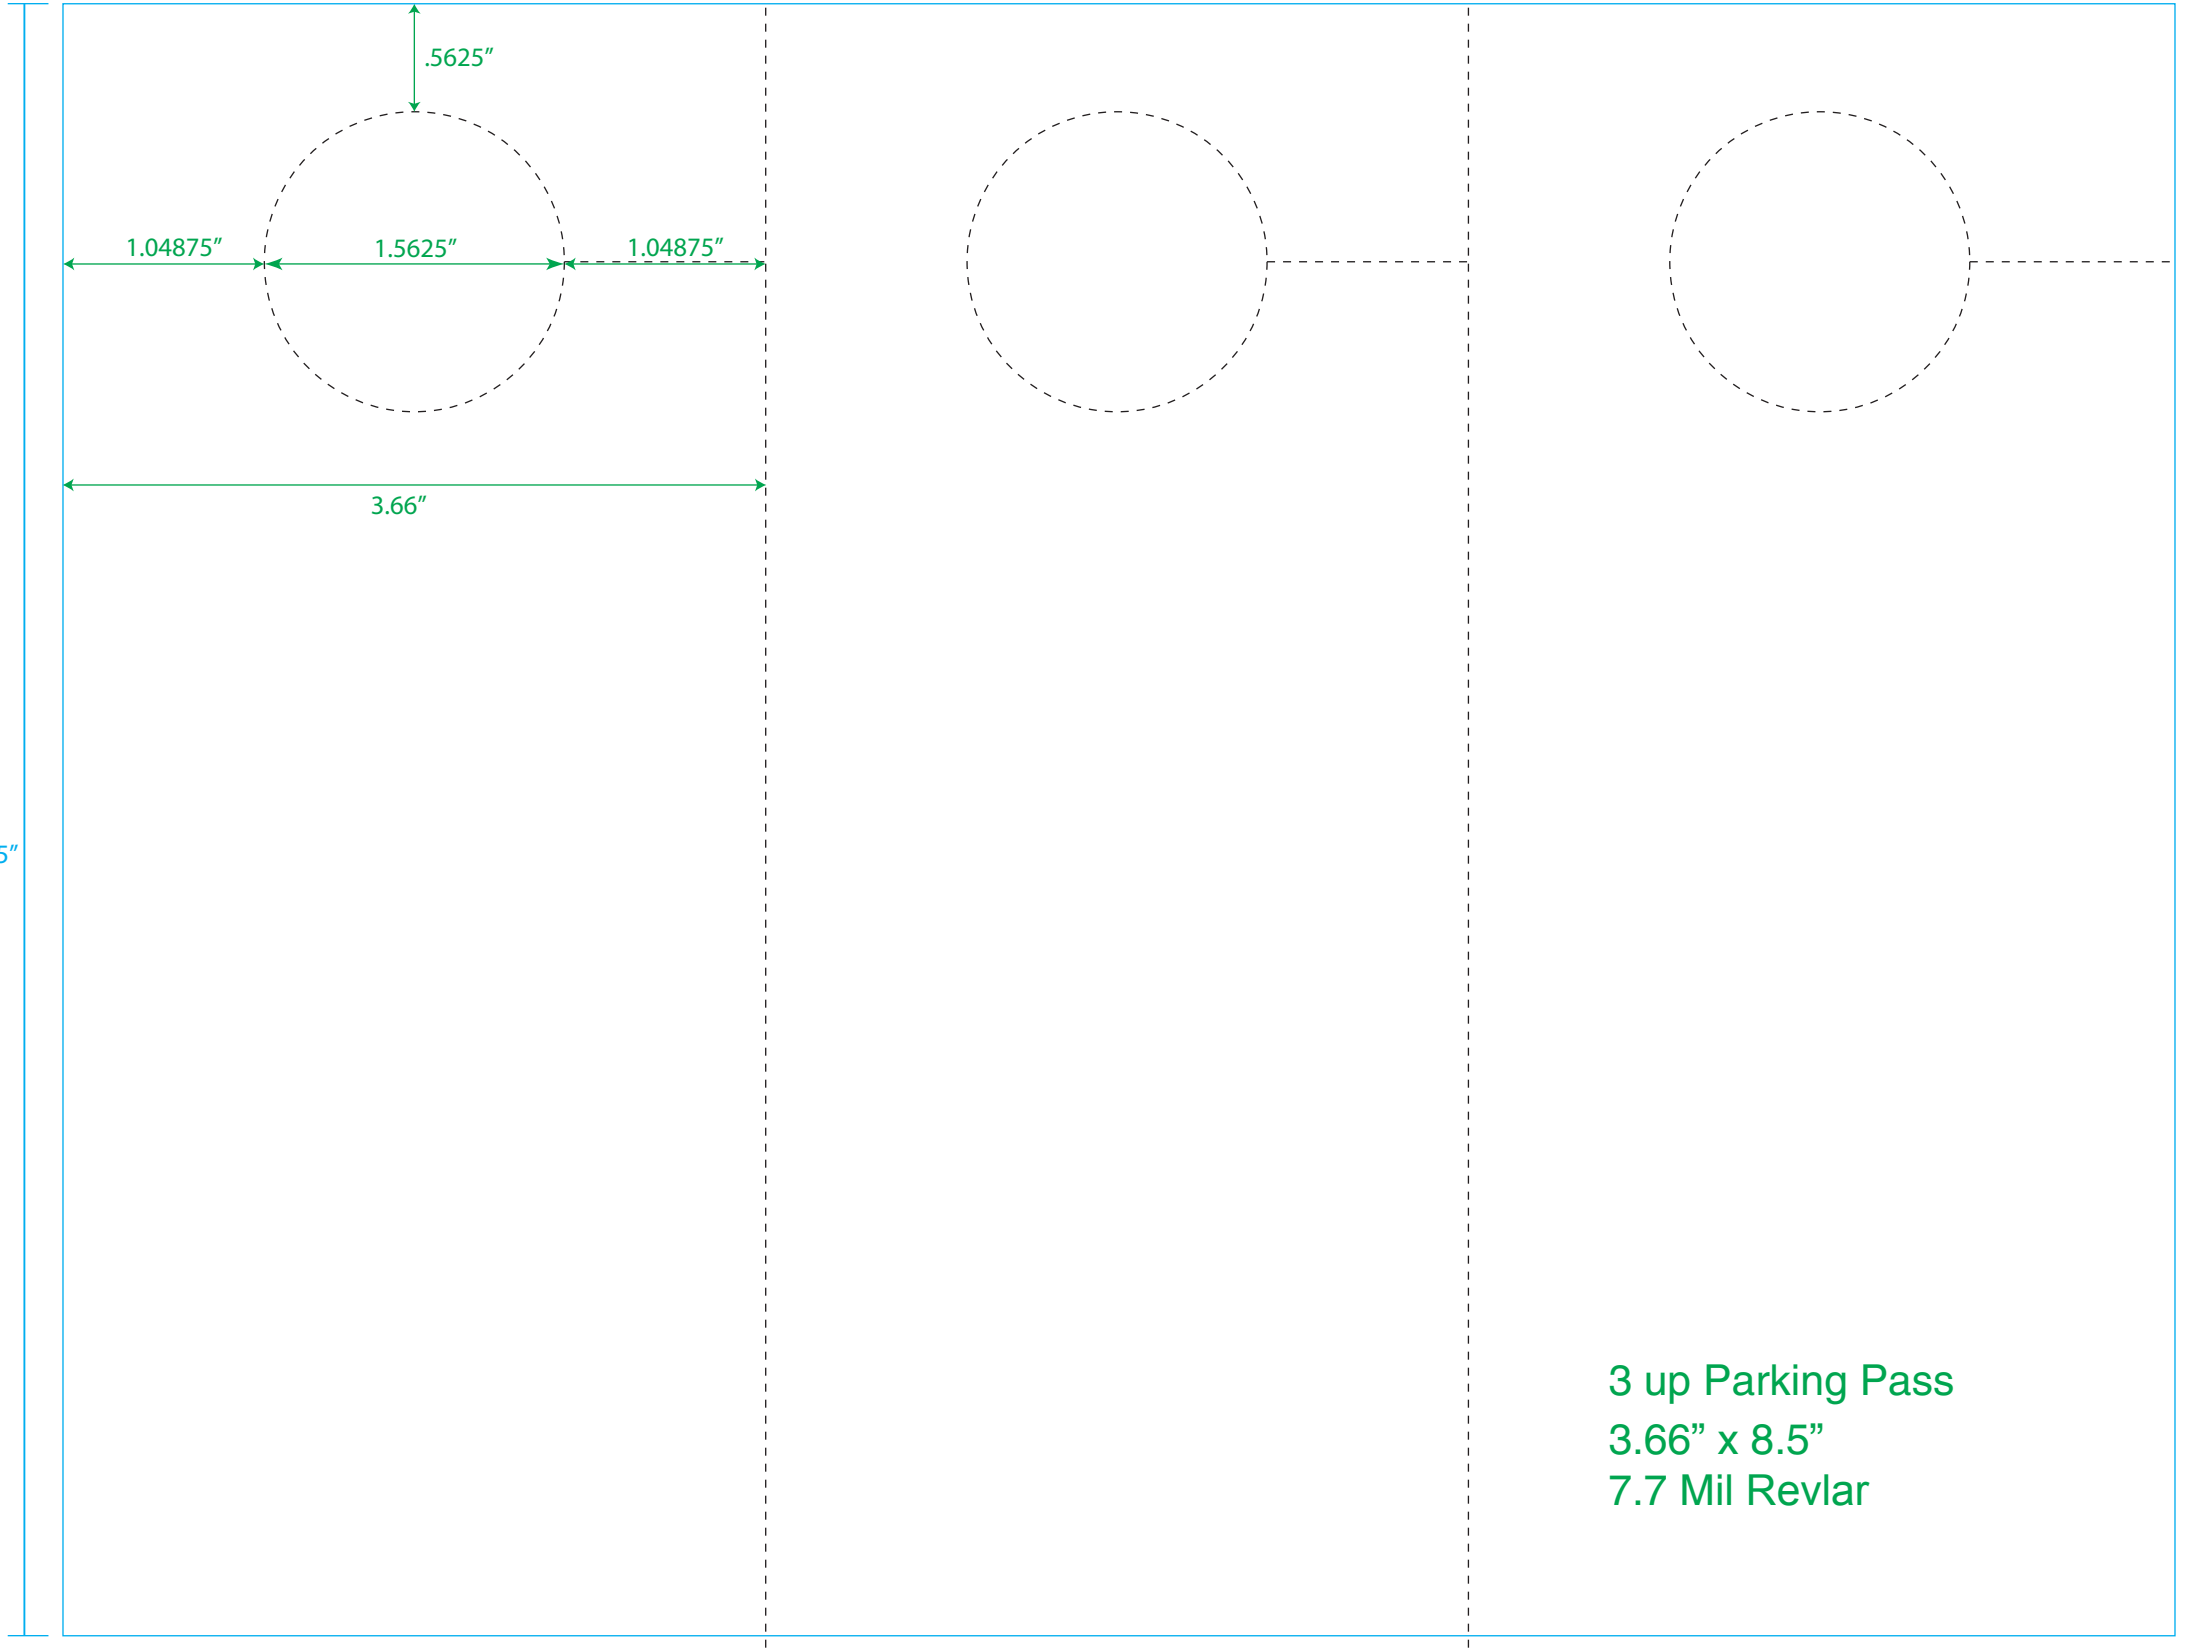 .5625″
1.04875″
1.5625″
1.04875″
3.66″
3 up Parking Pass
3.66” x 8.5”
7.7 Mil Revlar